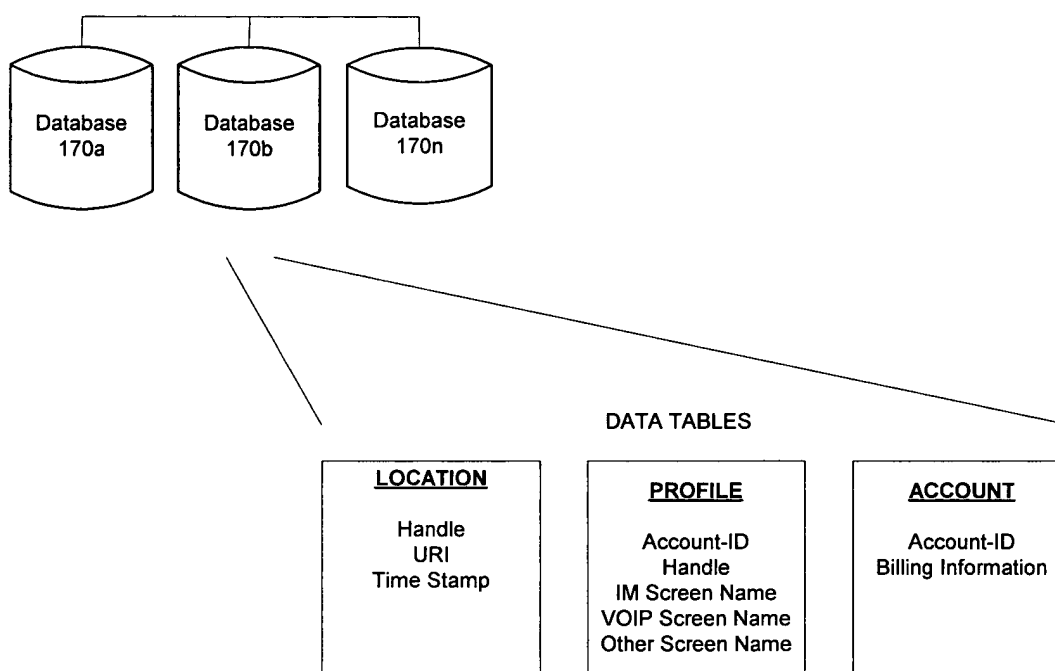 Database
170a
Database
170b
Database
170n
DATA TABLES
LOCATION
Handle
URI
Time Stamp
PROFILE
Account-ID
Handle
IM Screen Name
VOIP Screen Name
Other Screen Name
ACCOUNT
Account-ID
Billing Information